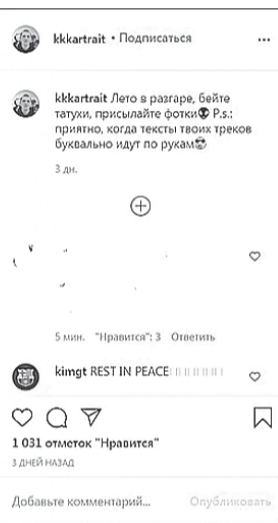 kkkartrait • Подписаться
kkkartrait Лето в разгаре, бейте
татухи, присылайте фотки👽 P.s.:
приятно, когда тексты твоих треков
буквально идут по рукам😎
3 дн.
5 мин. "Нравится": 3 Ответить
kimgt REST IN PEACE
1 031 отметок "Нравится"
3 ДНЕЙ НАЗАД
Добавьте комментарий... Опубликовать